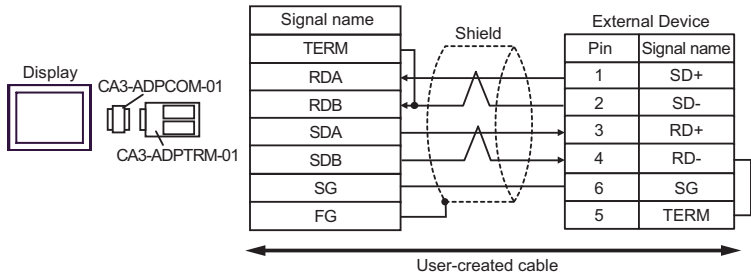 Display
CA3-ADPCOM-01
CA3-ADPTRM-01
Signal name
TERM
RDA
RDB
SDA
SDB
SG
FG
Shield
External Device
Pin Signal name
1 SD+
2 SD-
3 RD+
4 RD-
6 SG
5 TERM
User-created cable